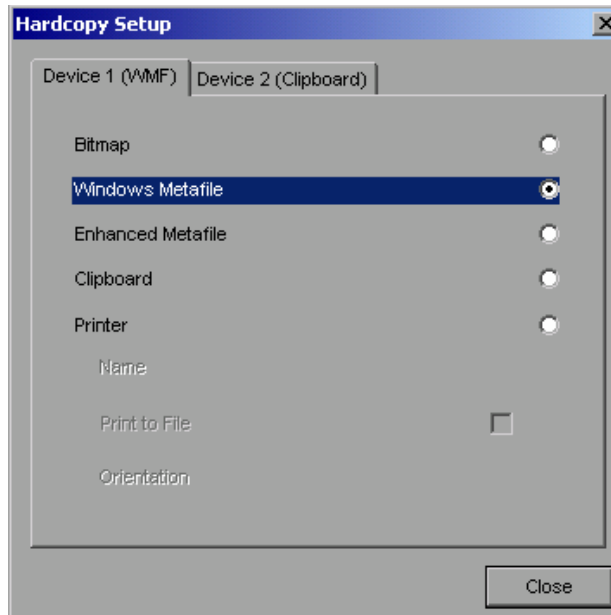 Hardcopy Setup
Device 1 (WMF) Device 2 (Clipboard)
Bitmap
Windows Metafile
Enhanced Metafile
Clipboard
Printer
Name
Print to File
Orientation
Close